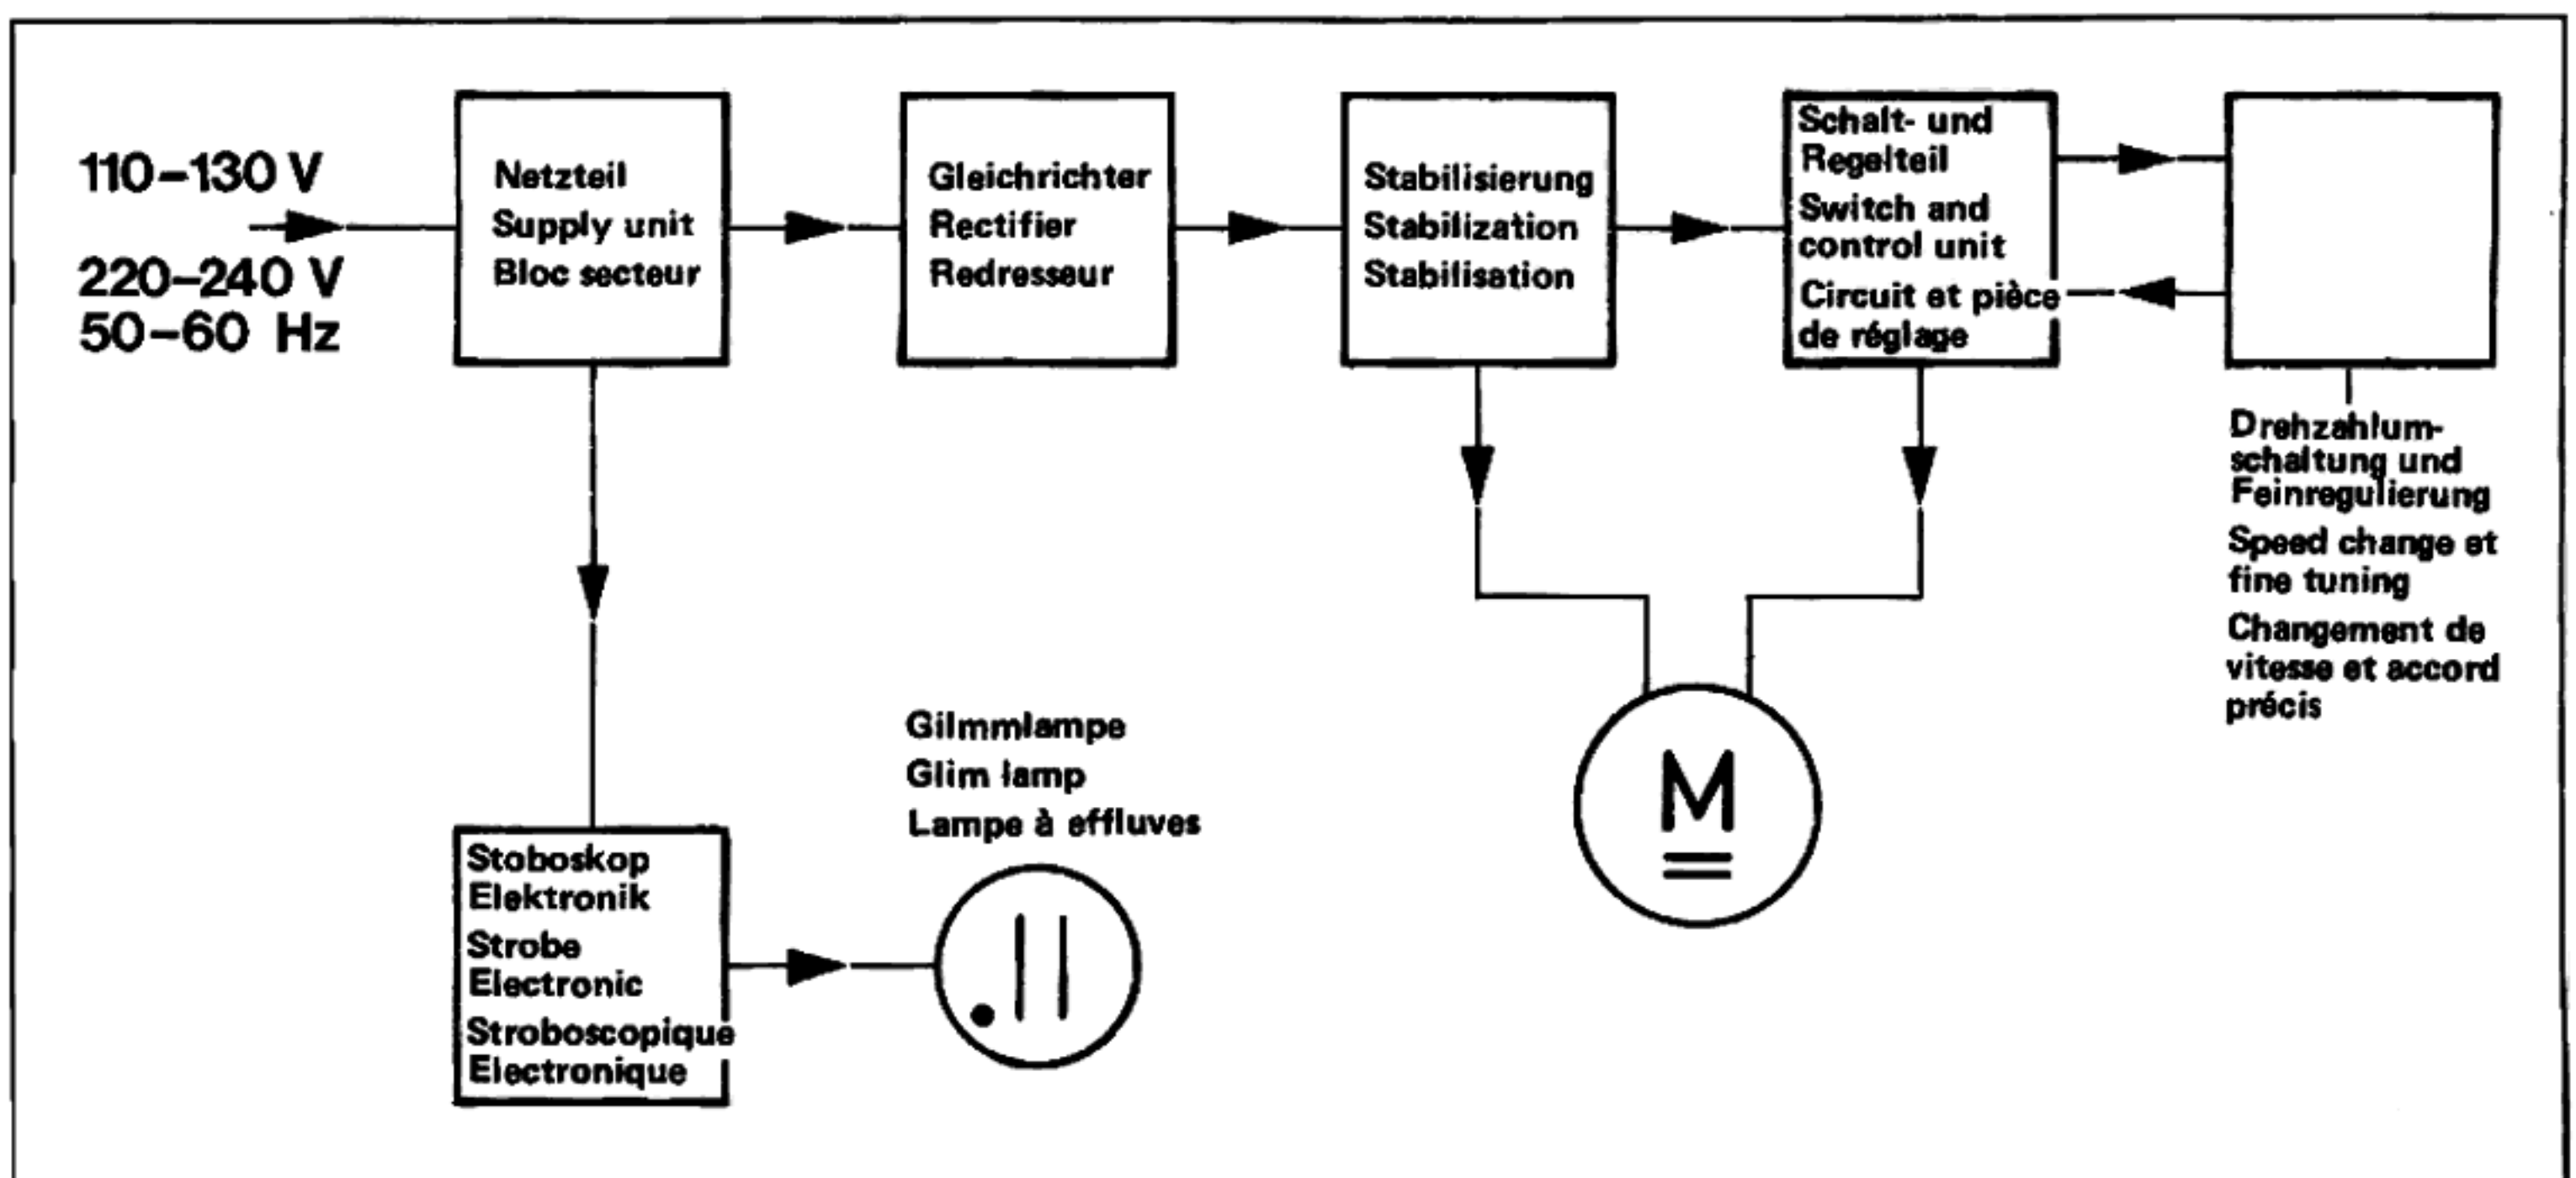 110–130 V
220–240 V
50–60 Hz
Netzteil
Supply unit
Bloc secteur
Gleichrichter
Rectifier
Redresseur
Stabilisierung
Stabilization
Stabilisation
Schalt- und
Regelteil
Switch and
control unit
Circuit et pièce
de réglage
Drehzahlum-
schaltung und
Feinregulierung
Speed change et
fine tuning
Changement de
vitesse et accord
précis
Gilmmlampe
Glim lamp
Lampe à effluves
M
Stoboskop
Elektronik
Strobe
Electronic
Stroboscopique
Electronique